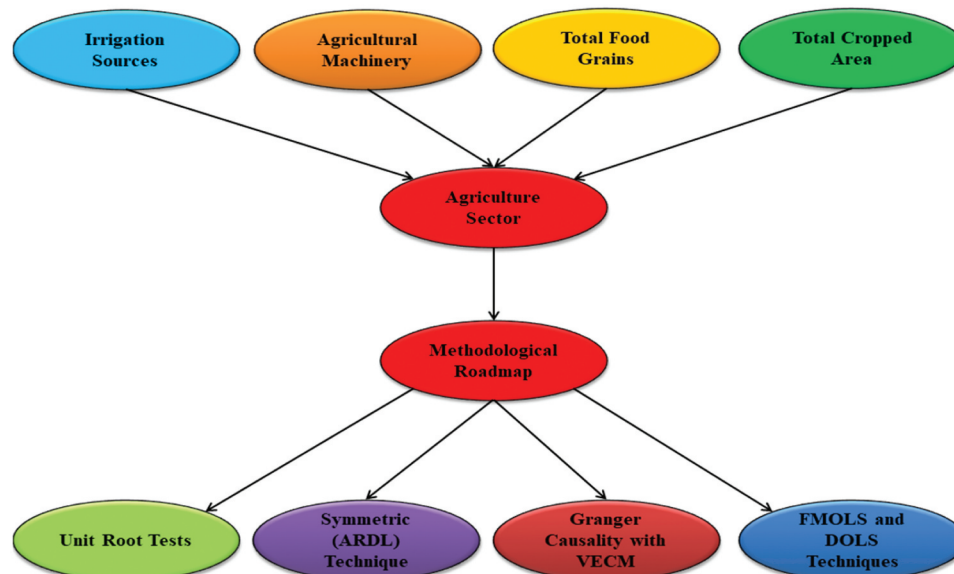 Irrigation
Sources
Agricultural
Machinery
Total Food
Grains
Total Cropped
Area
Agriculture
Sector
Methodological
Roadmap
Unit Root Tests
Symmetric
(ARDL)
Technique
Granger
Causality with
VECM
FMOLS and
DOLS
Techniques